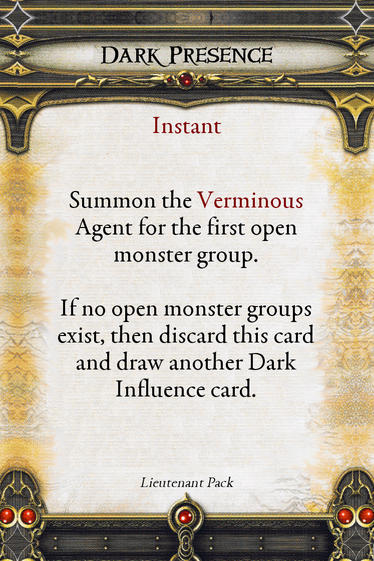 Dark Presence
Instant
Summon the Verminous
Agent for the first open
monster group.
If no open monster groups
exist, then discard this card
and draw another Dark
Influence card.
Lieutenant Pack